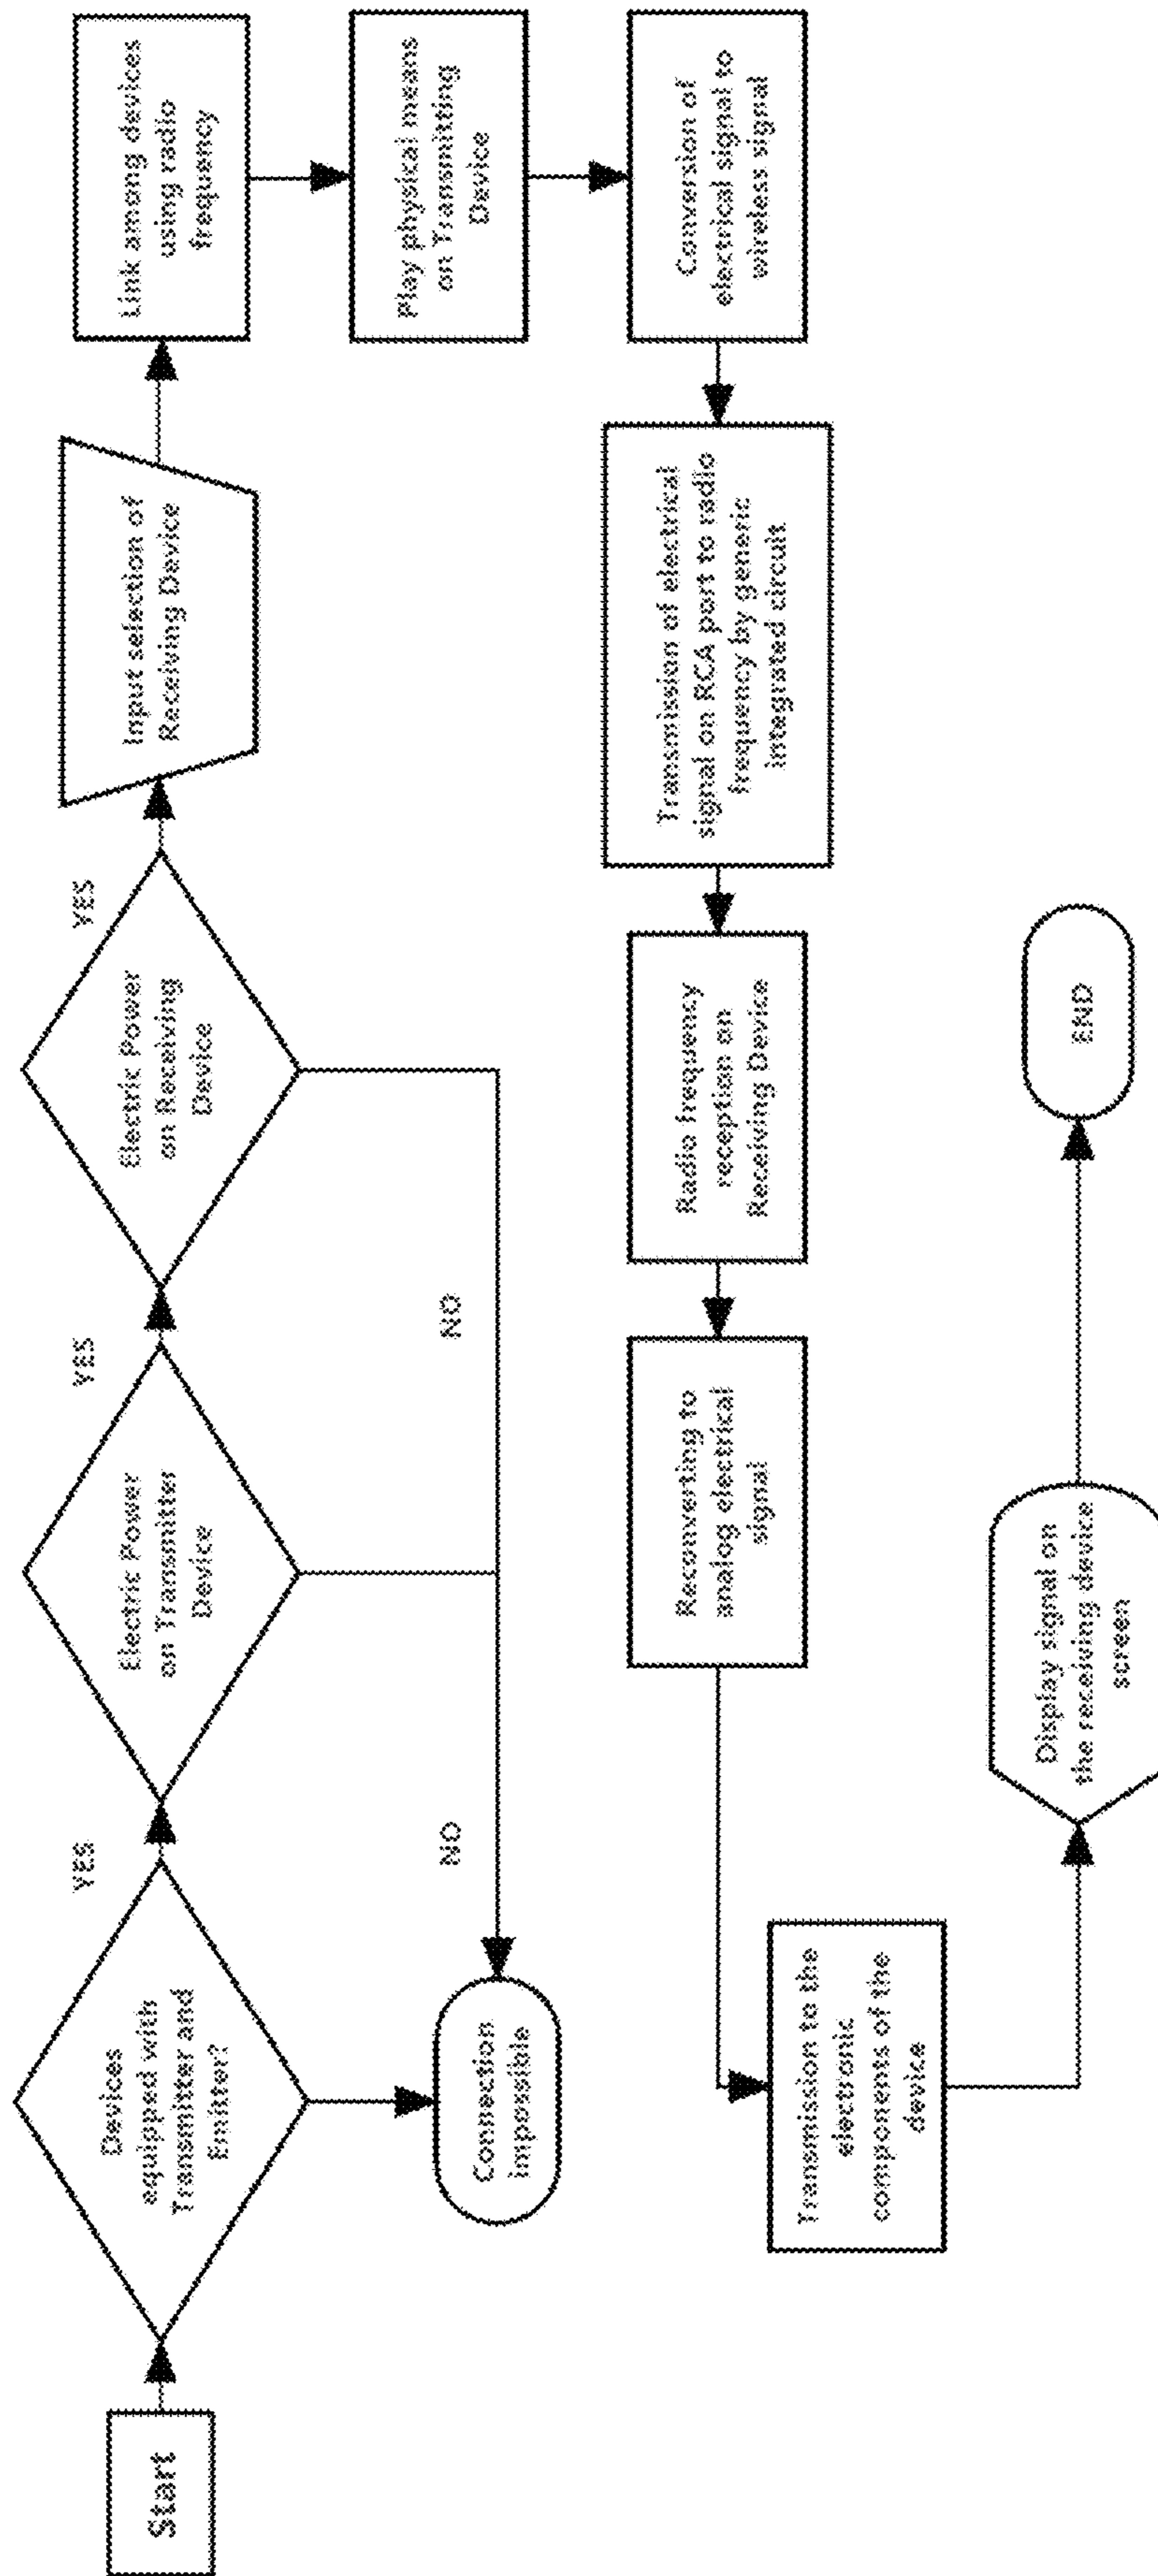 Start
Devices
equipped with
Transmitter and
Emitter?
YES
Electric Power
on Transmitter
Device
YES
Electric Power
on Receiving
Device
YES
Input selection of
Receiving Device
Link among devices
using radio
frequency
Connection
impossible
NO
NO
Play physical means
on Transmitting
Device
Conversion of
electrical signal to
wireless signal
Transmission of electrical
signal on RCA port to radio
frequency by generic
integrated circuit
Radio frequency
reception on
Receiving Device
Reconverting to
analog electrical
signal
Transmission to the
electronic
components of the
device
Display signal on
the receiving device
screen
END